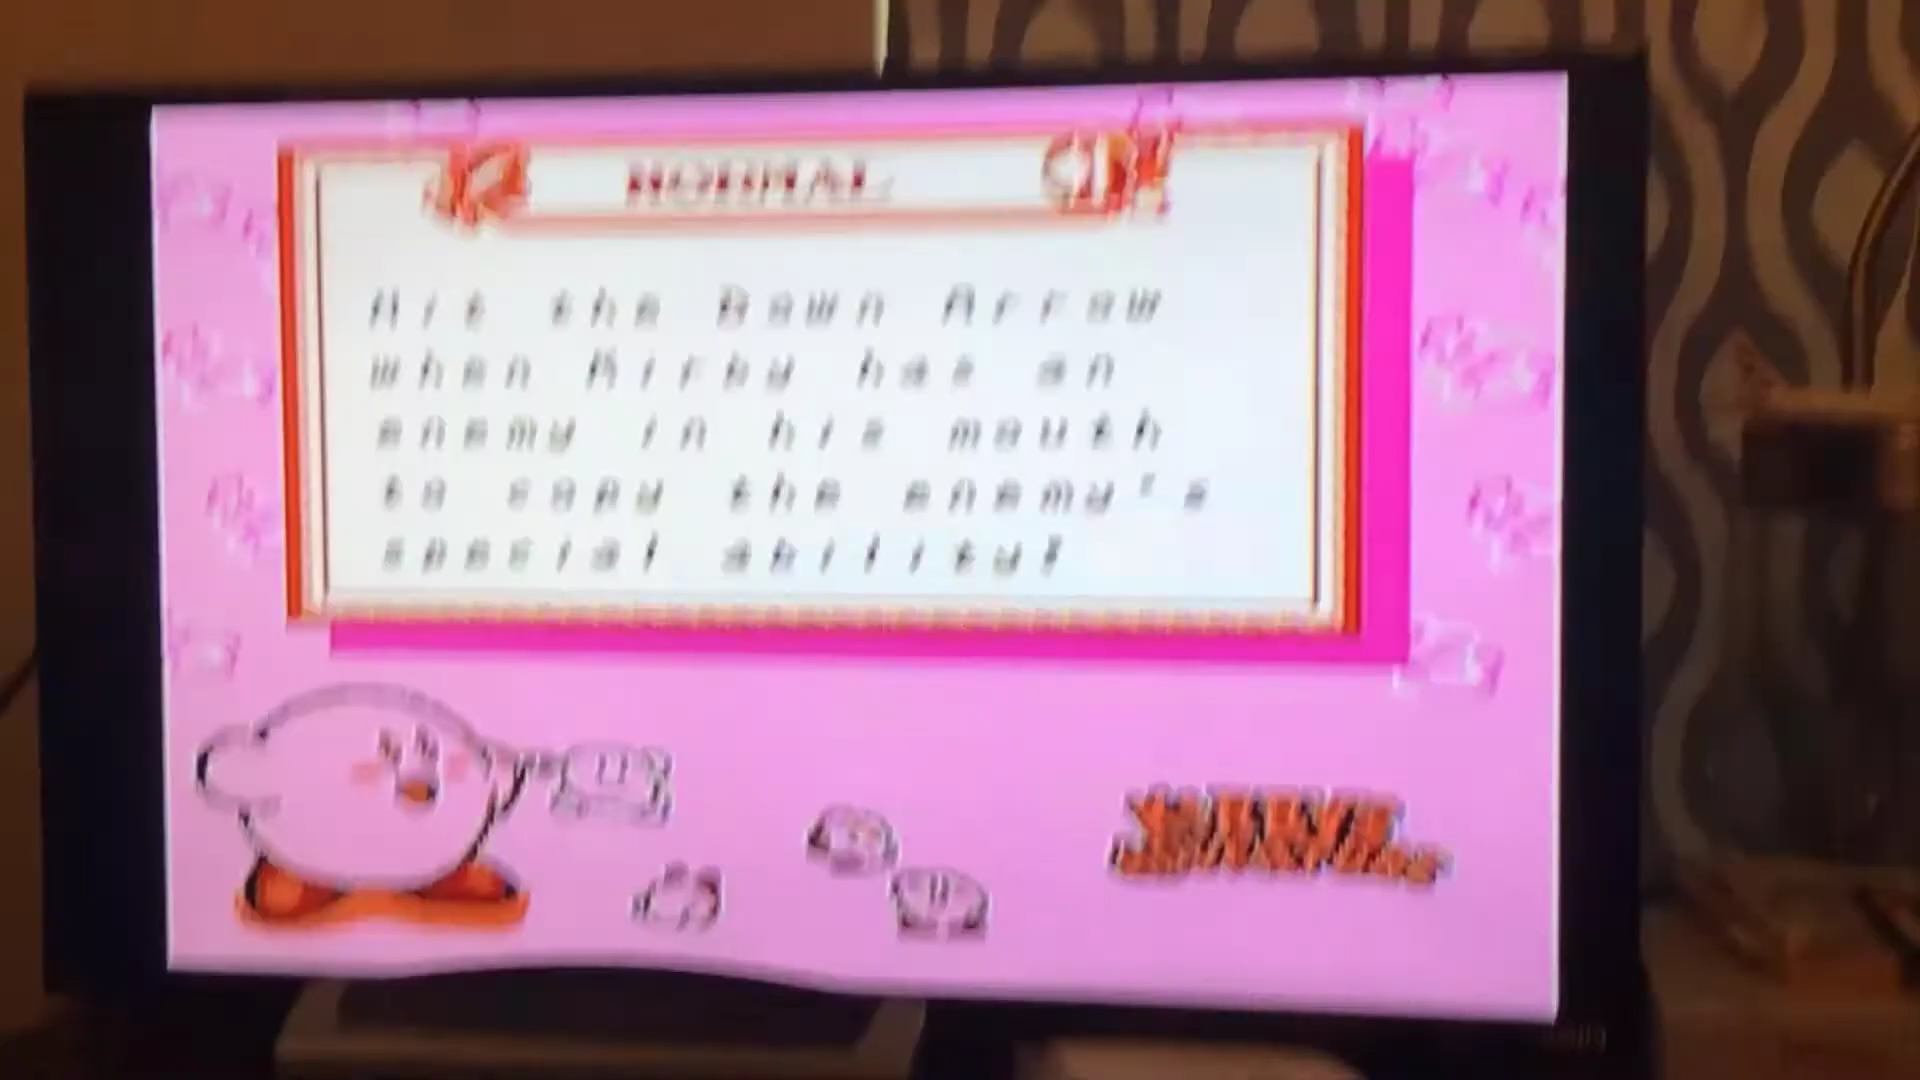 NORMAL
Hit the Down Arrow
when Kirby has an
enemy in his mouth
to copy the enemy's
special ability!